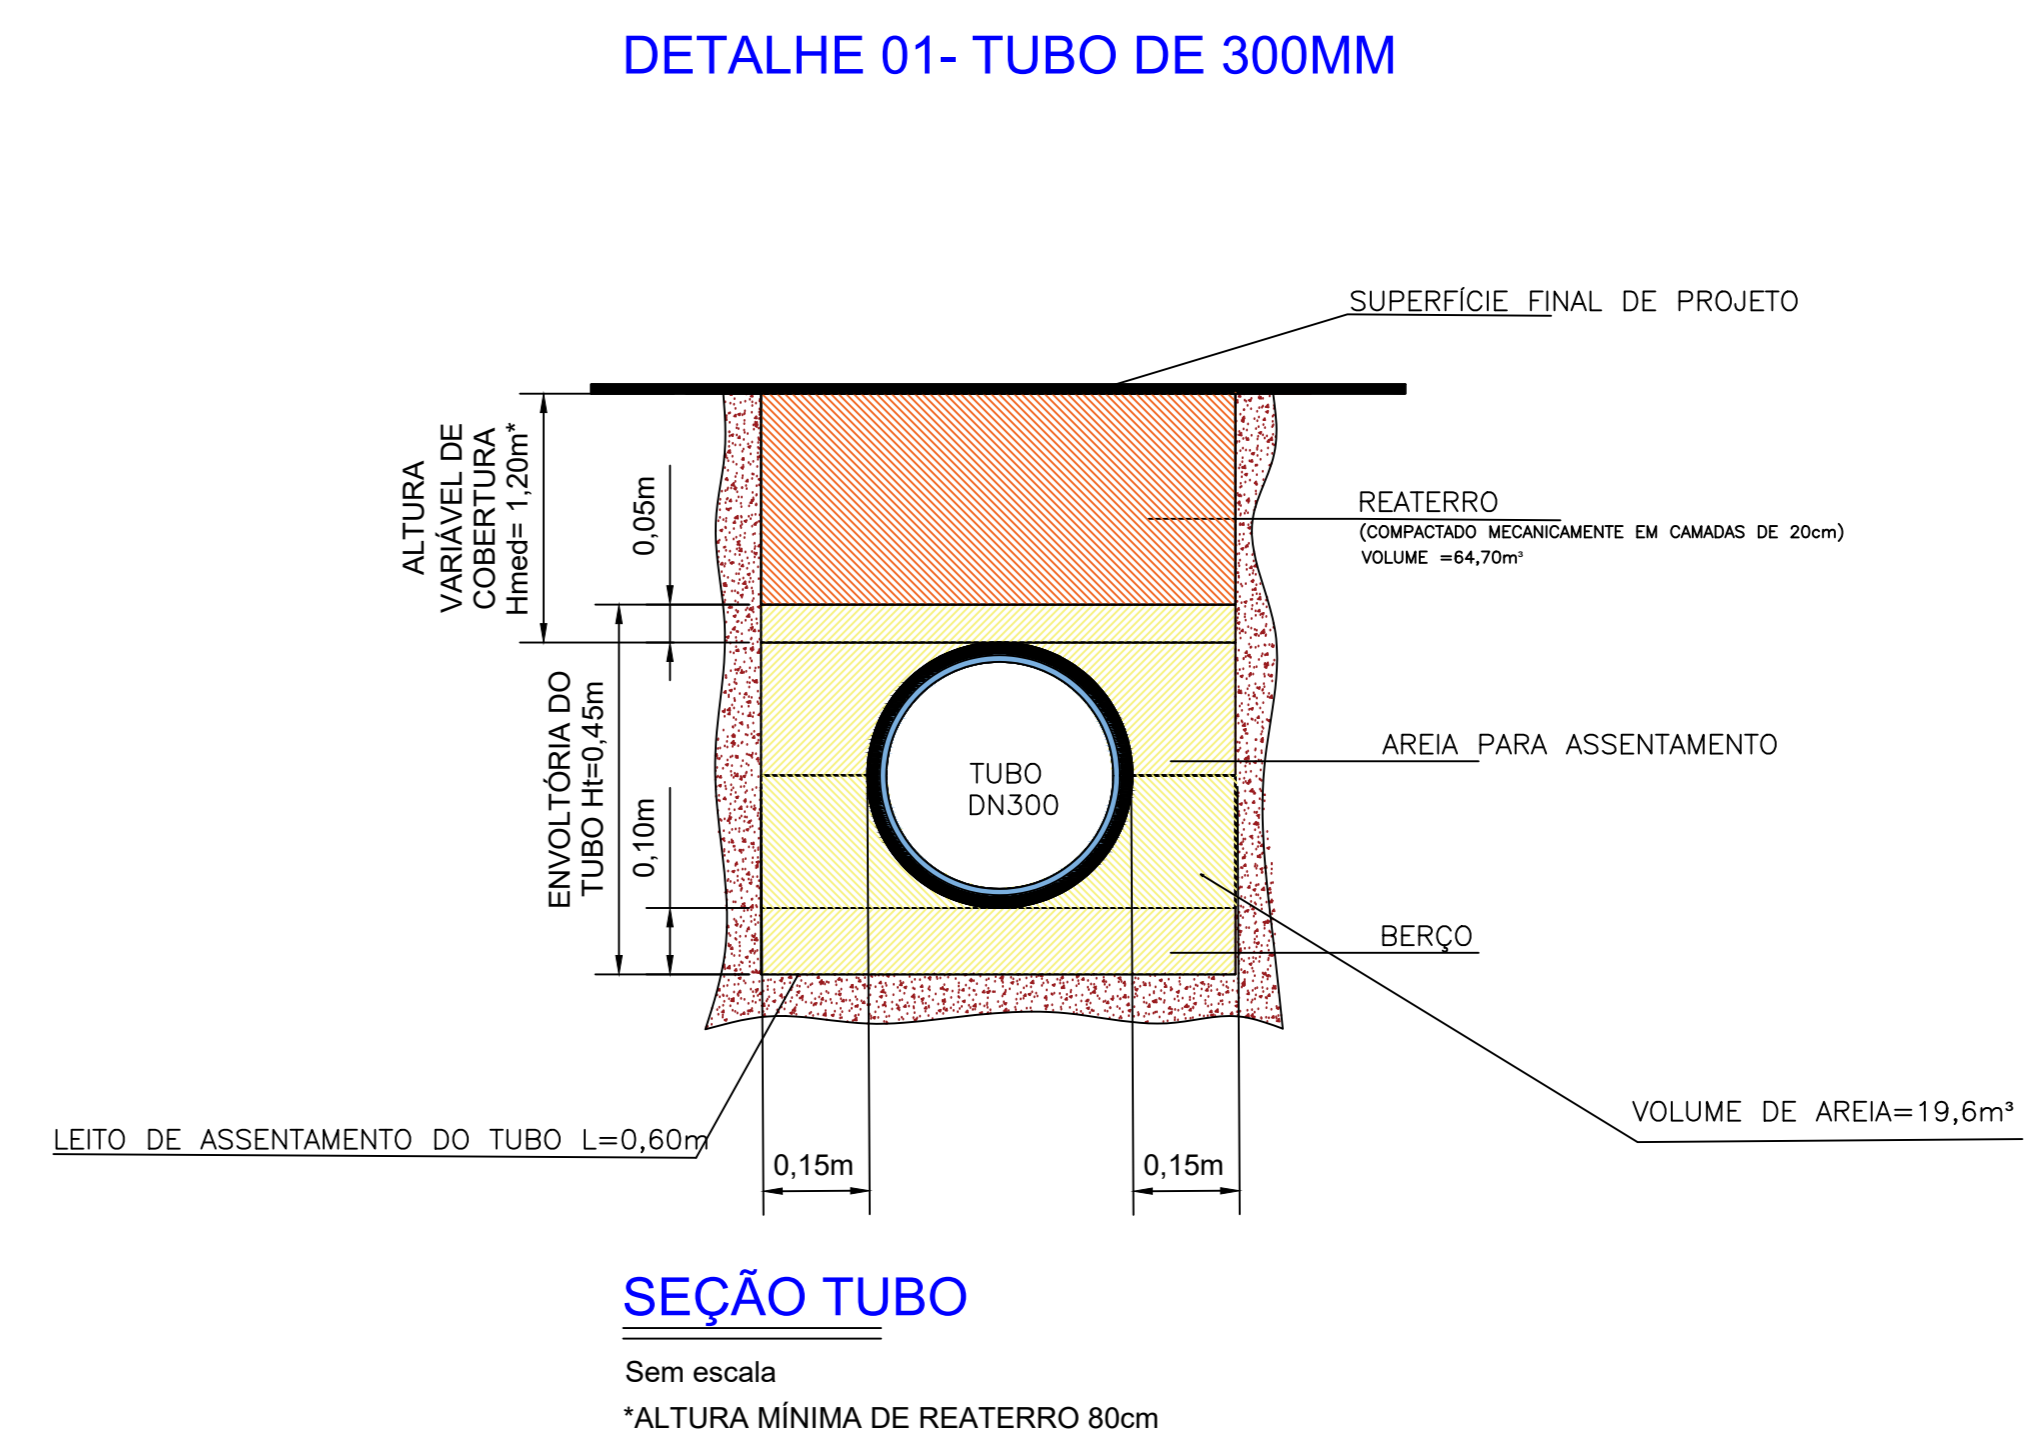 DETALHE 01- TUBO DE 300MM
SUPERFÍCIE FINAL DE PROJETO
ALTURA
VARIÁVEL DE
COBERTURA
Hmed= 1,20m*
0,05m
REATERRO
(COMPACTADO MECANICAMENTE EM CAMADAS DE 20cm)
VOLUME =64,70m³
ENVOLTÓRIA DO
TUBO Ht=0,45m
0,10m
TUBO
DN300
AREIA PARA ASSENTAMENTO
BERÇO
VOLUME DE AREIA=19,6m³
LEITO DE ASSENTAMENTO DO TUBO L=0,60m
0,15m
0,15m
SEÇÃO TUBO
Sem escala
*ALTURA MÍNIMA DE REATERRO 80cm